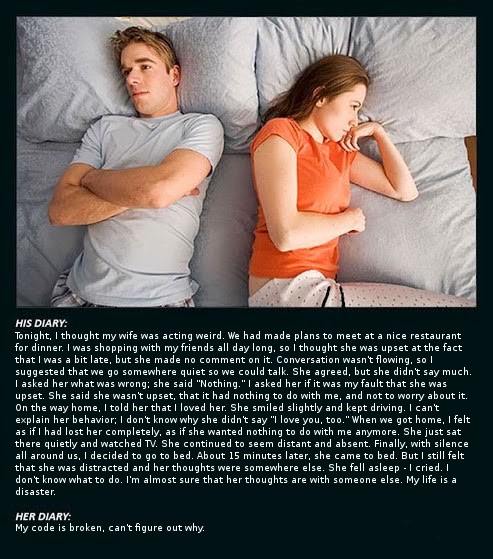 HIS DIARY:
Tonight, I thought my wife was acting weird. We had made plans to meet at a nice restaurant
for dinner. I was shopping with my friends all day long, so I thought she was upset at the fact
that I was a bit late, but she made no comment on it. Conversation wasn't flowing, so I
suggested that we go somewhere quiet so we could talk. She agreed, but she didn't say much.
I asked her what was wrong; she said "Nothing." I asked her if it was my fault that she was
upset. She said she wasn't upset, that it had nothing to do with me, and not to worry about it.
On the way home, I told her that I loved her. She smiled slightly and kept driving. I can't
explain her behavior; I don't know why she didn't say "I love you, too." When we got home, I felt
as if I had lost her completely, as if she wanted nothing to do with me anymore. She just sat
there quietly and watched TV. She continued to seem distant and absent. Finally, with silence
all around us, I decided to go to bed. About 15 minutes later, she came to bed. But I still felt
that she was distracted and her thoughts were somewhere else. She fell asleep - I cried. I
don't know what to do. I'm almost sure that her thoughts are with someone else. My life is a
disaster.
HER DIARY:
My code is broken, can't figure out why.